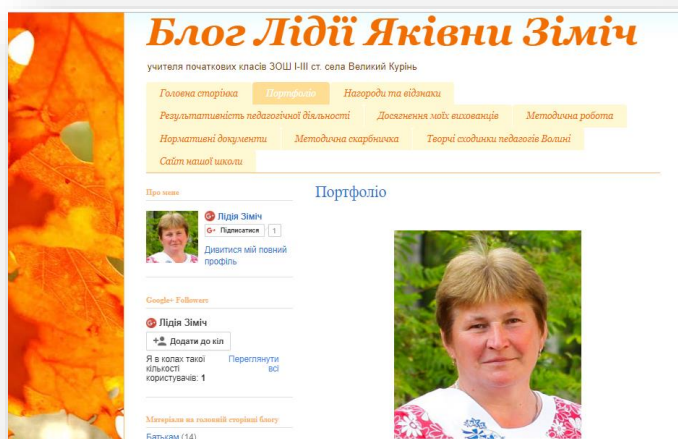 Блог Лідії Яківни Зіміч
учителя початкових класів ЗОШ І-ІІІ ст. села Великий Курінь
Головна сторінка Портфоліо Нагороди та відзнаки
Результативність педагогічної діяльності Досягнення моїх вихованців Методична робота
Нормативні документи Методична скарбничка Творчі сходинки педагогів Волині
Сайт нашої школи
Про мене
Лідія Зіміч
G+ Підписатися 1
Дивитися мій повний
профіль
Google+ Followers
Лідія Зіміч
Додати до кіл
Я в колах такої
кількості
користувачів: 1
Переглянути
всі
Матеріали на головній сторінці блогу
Батькам (14)
Портфоліо